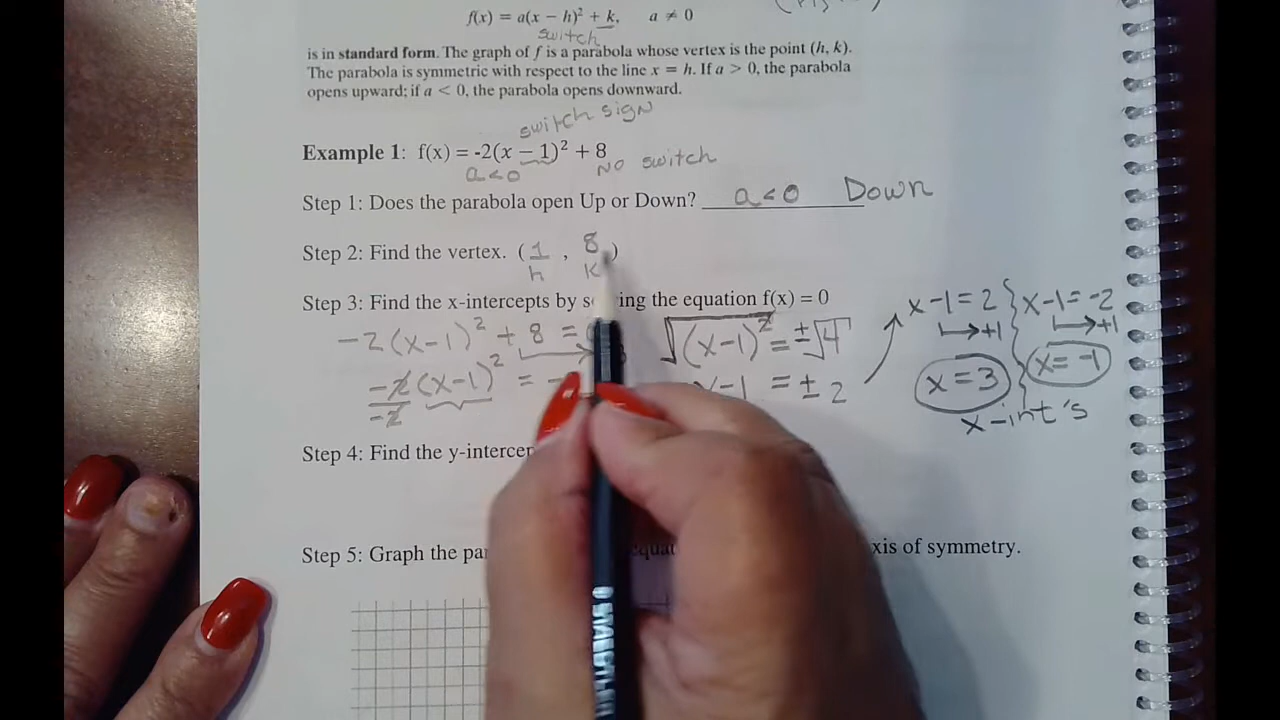 f(x) = a(x − h)² + k, a ≠ 0
switch
is in standard form. The graph of f is a parabola whose vertex is the point (h, k).
The parabola is symmetric with respect to the line x = h. If a > 0, the parabola
opens upward; if a < 0, the parabola opens downward.
switch sign
Example 1: f(x) = -2(x − 1)² + 8
a<0 NO switch
Step 1: Does the parabola open Up or Down? a<0 Down
Step 2: Find the vertex. (1, 8)
h k
Step 3: Find the x-intercepts by s ing the equation f(x) = 0
x-1=2 x-1=-2
+1 +1
-2(x-1)² + 8 = √(x-1)² = ±√4
x=3 x=-1
-2(x-1)² = - x-1 = ±2
-2
x-int's
Step 4: Find the y-intercep
Step 5: Graph the pa equat xis of symmetry.
STAEDTLER